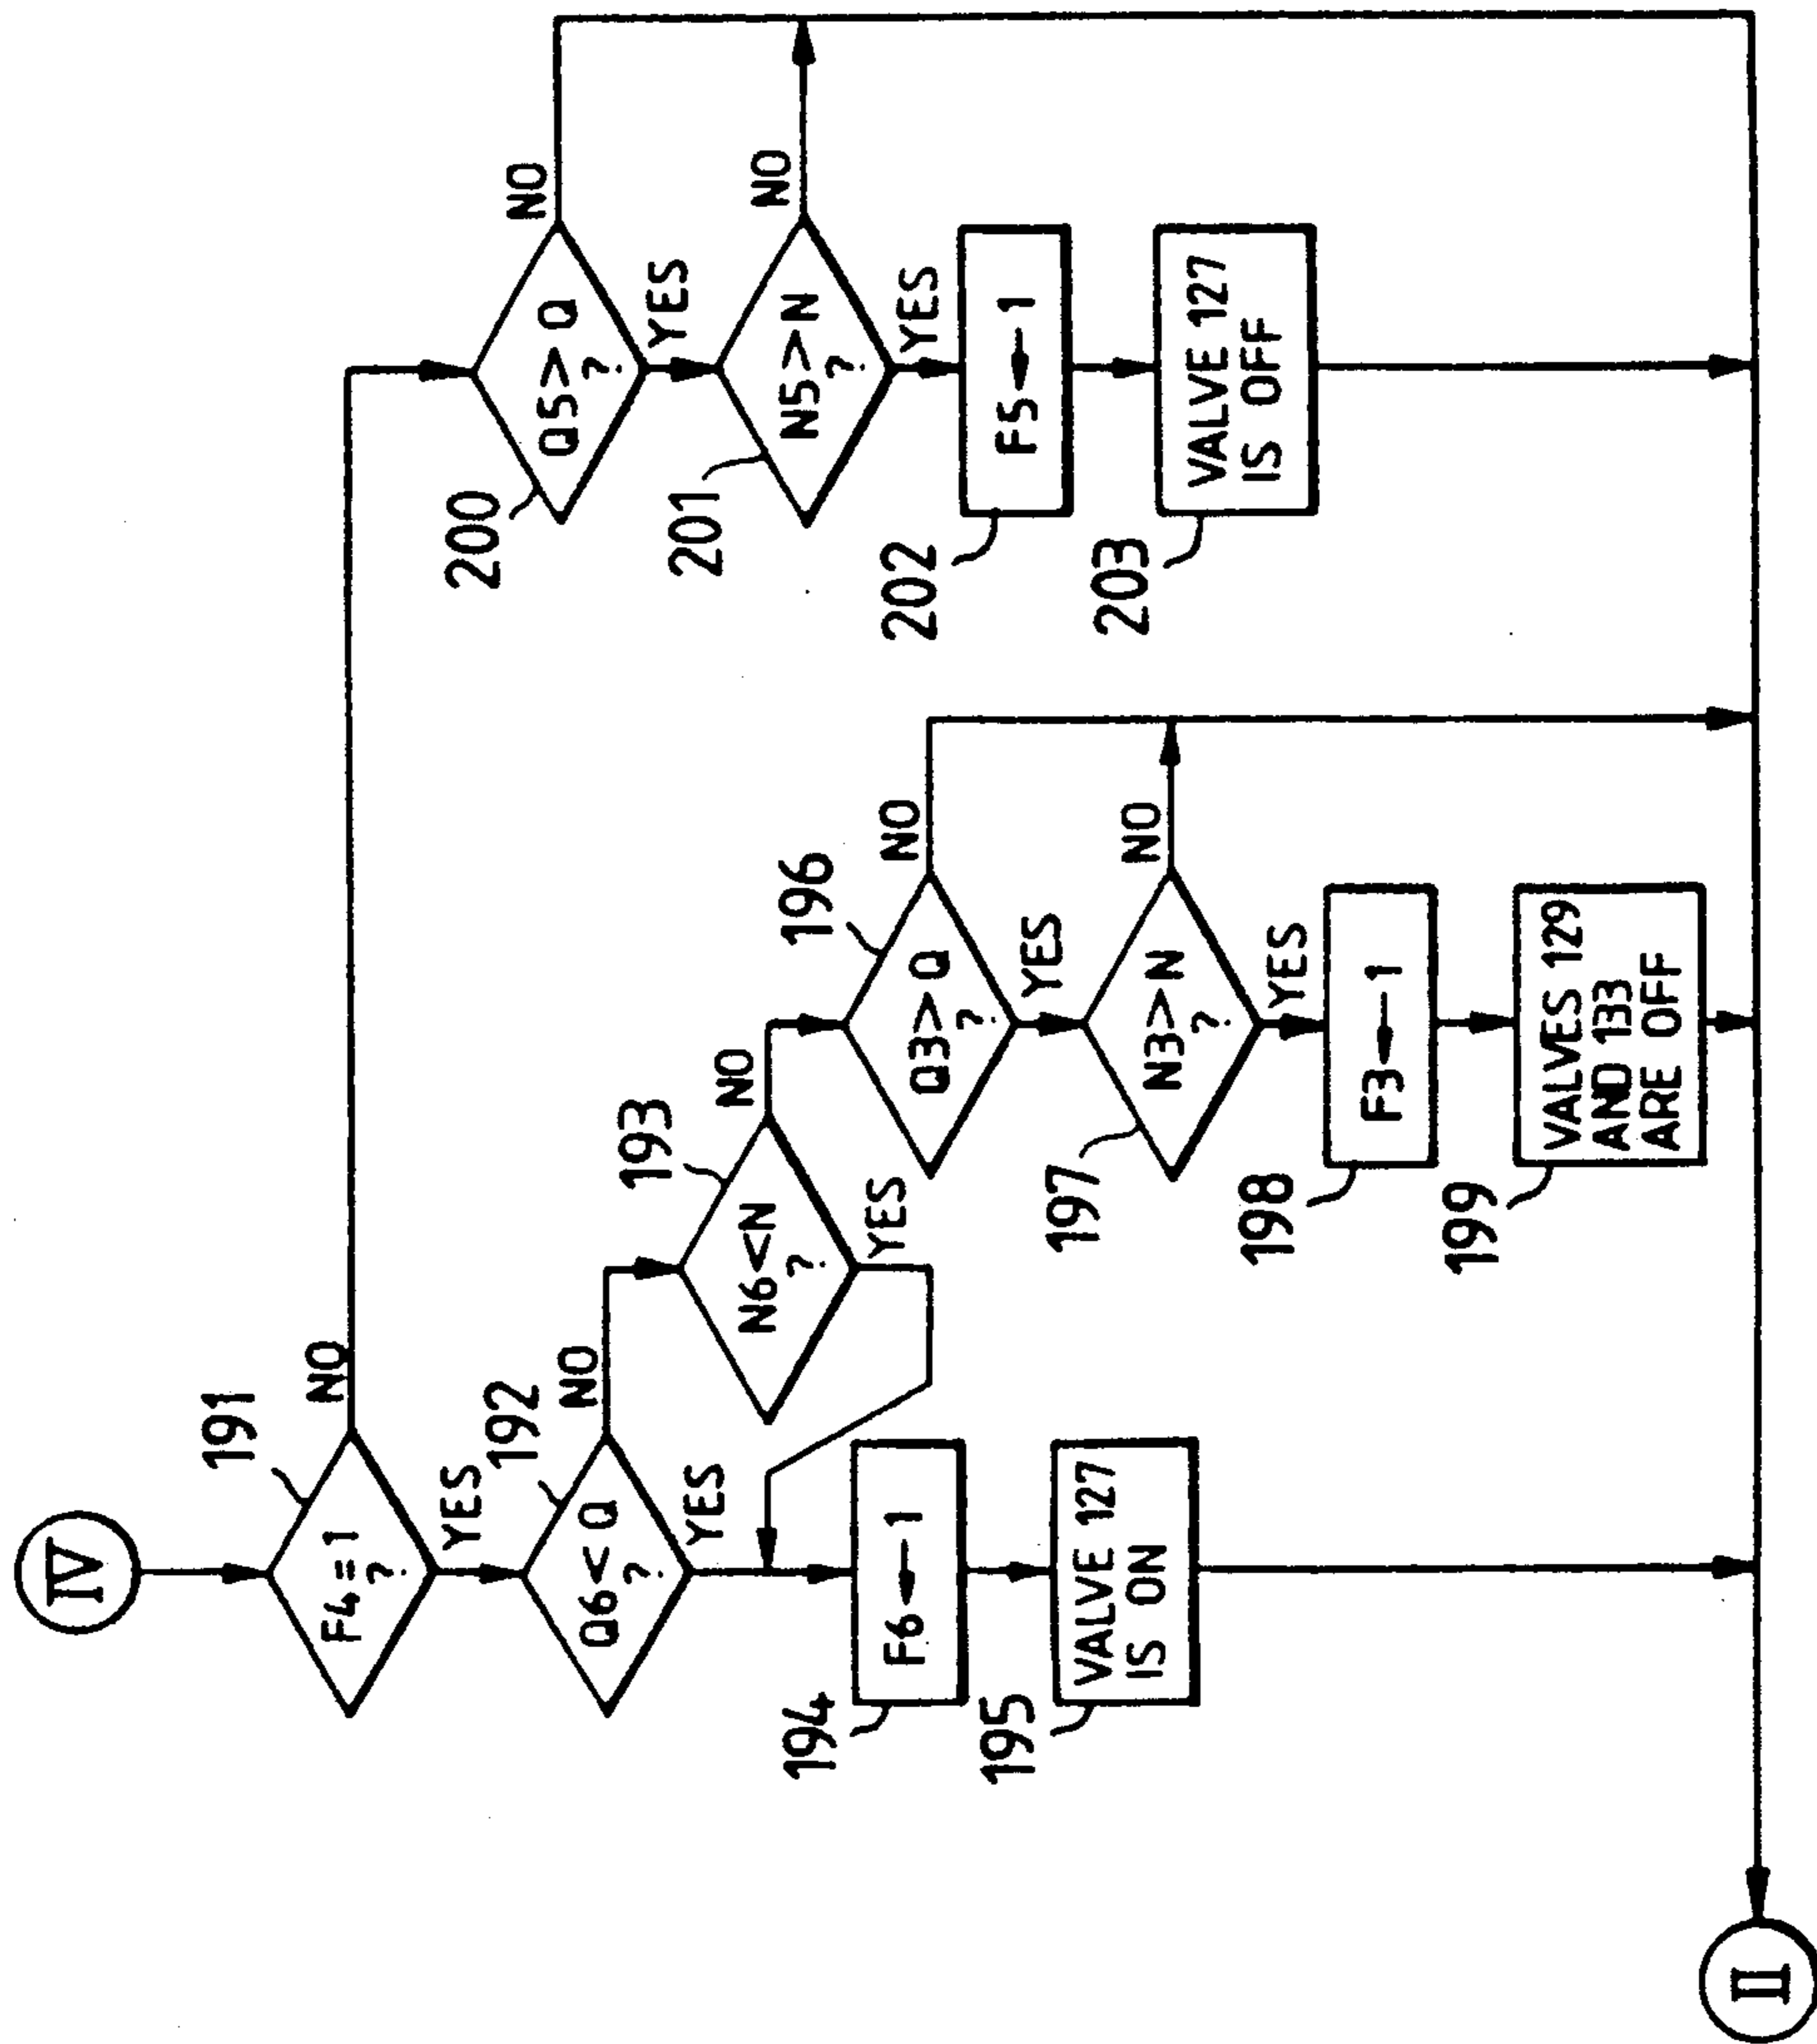 IV
191
F4=1
?
NO
YES
192
Q6<Q
?
NO
YES
193
N6<N
?
NO
YES
194
F6←1
195
VALVE 127
IS ON
196
Q3>Q
?
NO
YES
197
N3>N
?
NO
YES
198
F3←1
199
VALVES 129
AND 133
ARE OFF
200
Q5>Q
?
NO
YES
201
N5>N
?
NO
YES
202
F5←1
203
VALVE 127
IS OFF
II